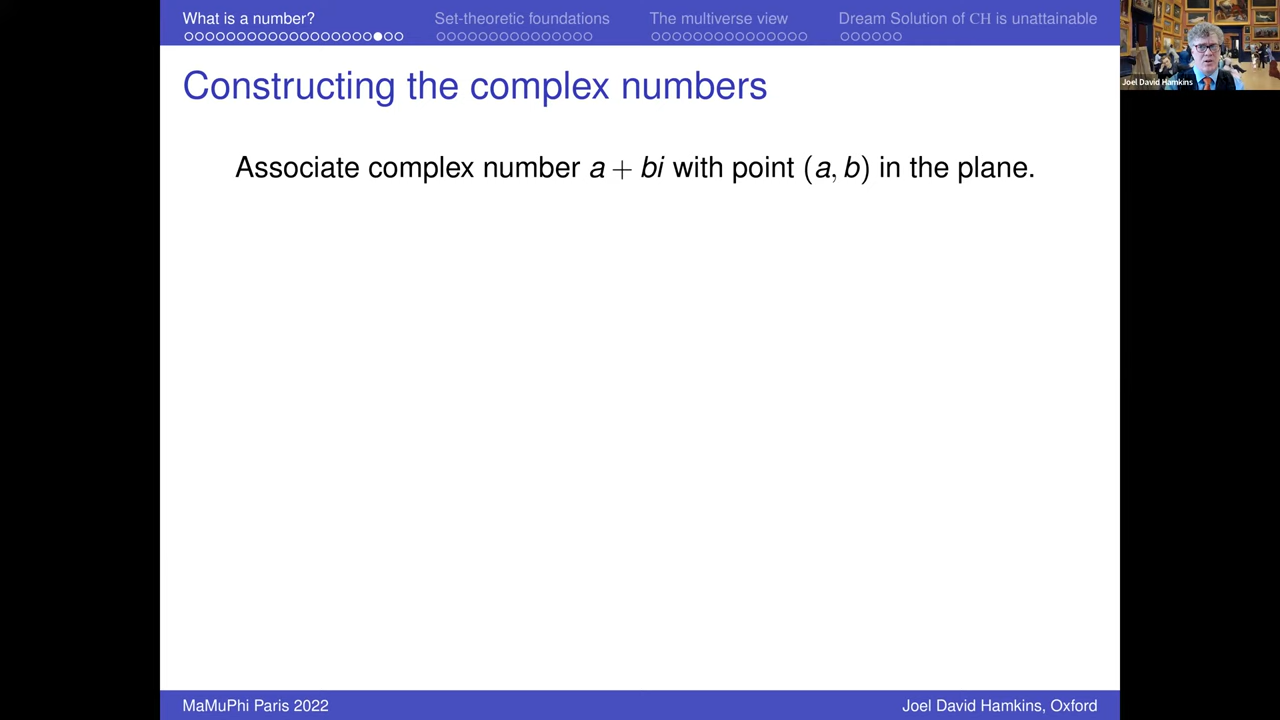 What is a number?
Set-theoretic foundations
The multiverse view
Dream Solution of CH is unattainable
Joel David Hamkins
Constructing the complex numbers
Associate complex number a + bi with point (a, b) in the plane.
MaMuPhi Paris 2022
Joel David Hamkins, Oxford